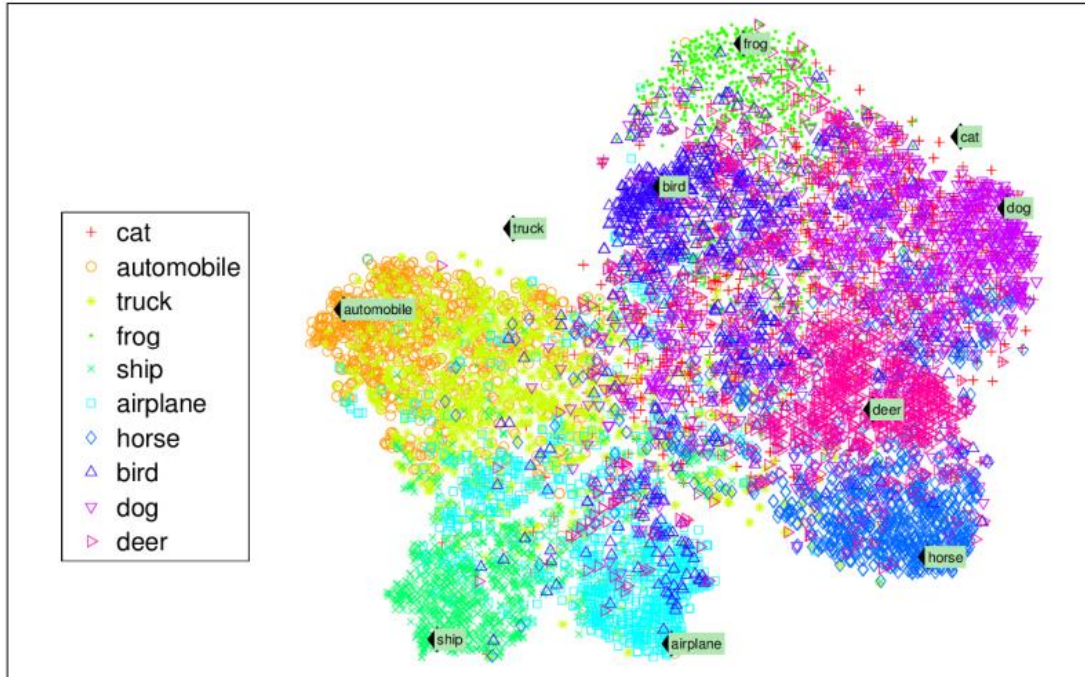 frog
cat
bird
dog
truck
cat
automobile
truck
frog
ship
airplane
horse
bird
dog
deer
automobile
deer
horse
ship
airplane